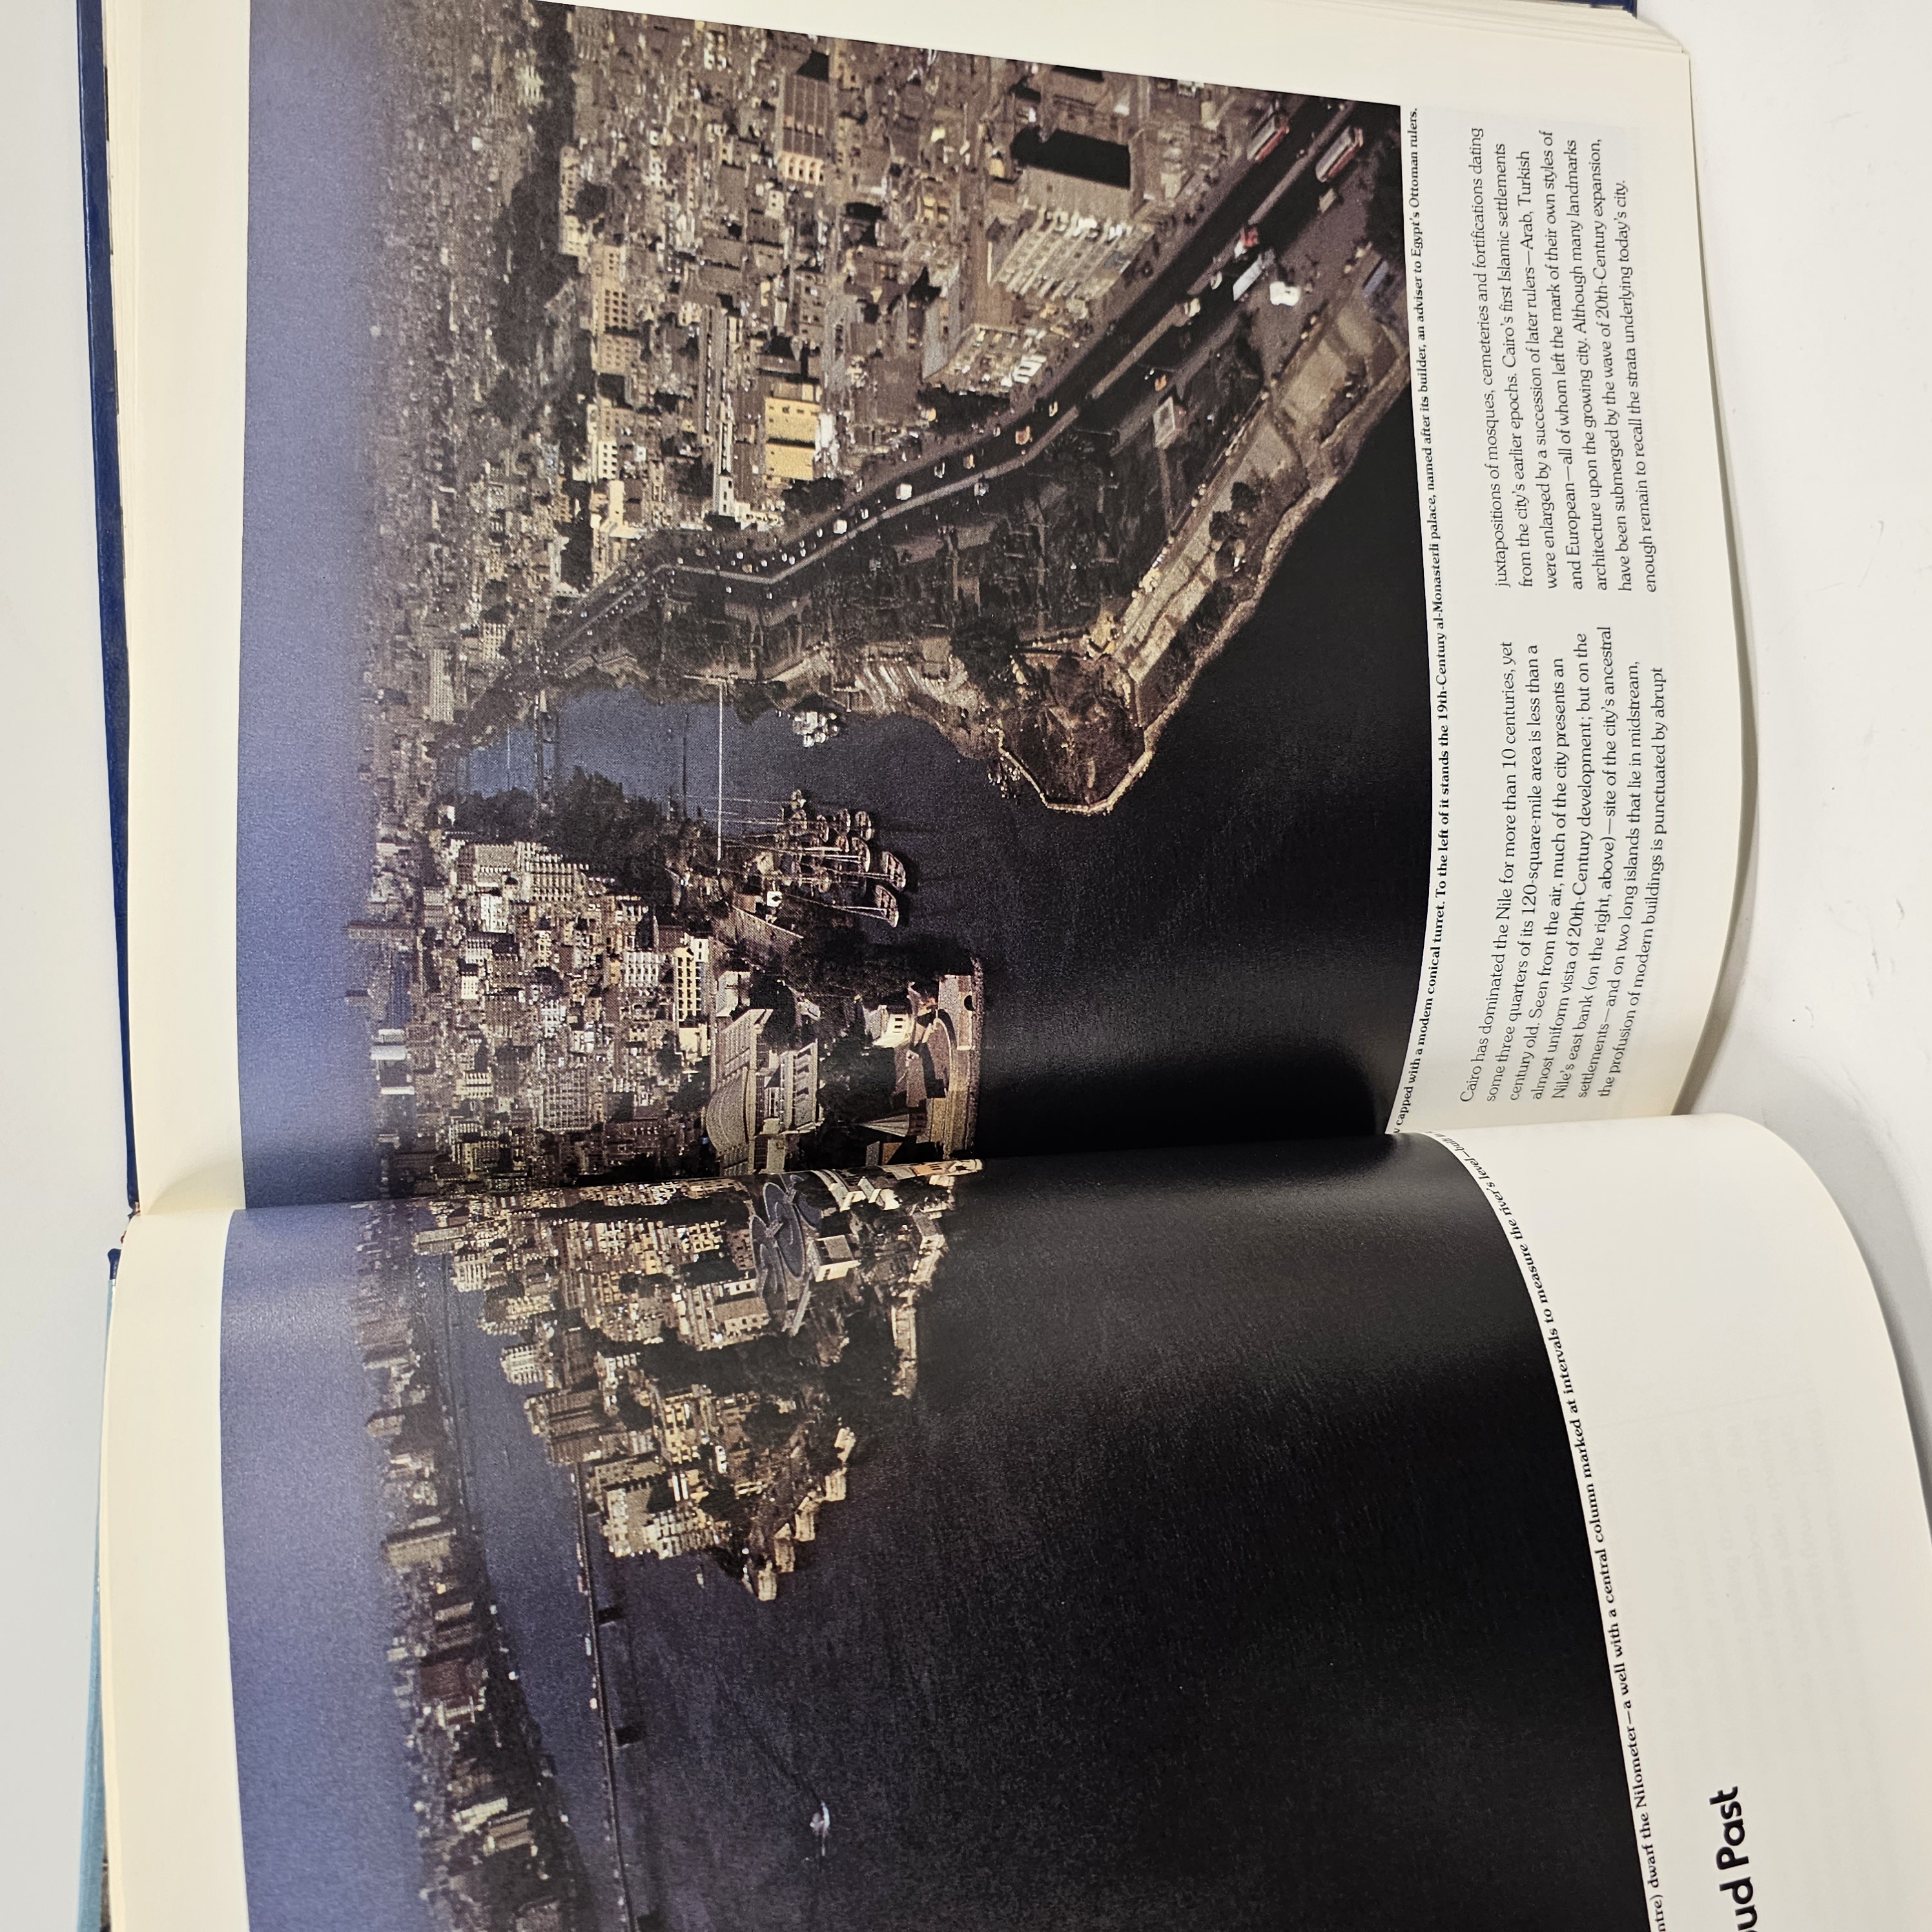 dwarf the Nilometer—a well with a central column marked at intervals to measure the river's level—built
capped with a modern conical turret. To the left of it stands the 19th-Century al-Monasterli palace, named after its builder, an adviser to Egypt's Ottoman rulers.
Past
Cairo has dominated the Nile for more than 10 centuries, yet
some three quarters of its 120-square-mile area is less than a
century old. Seen from the air, much of the city presents an
almost uniform vista of 20th-Century development; but on the
Nile's east bank (on the right, above)—site of the city's ancestral
settlements—and on two long islands that lie in midstream,
the profusion of modern buildings is punctuated by abrupt
juxtapositions of mosques, cemeteries and fortifications dating
from the city's earlier epochs. Cairo's first Islamic settlements
were enlarged by a succession of later rulers—Arab, Turkish
and European—all of whom left the mark of their own styles of
architecture upon the growing city. Although many landmarks
have been submerged by the wave of 20th-Century expansion,
enough remain to recall the strata underlying today's city.